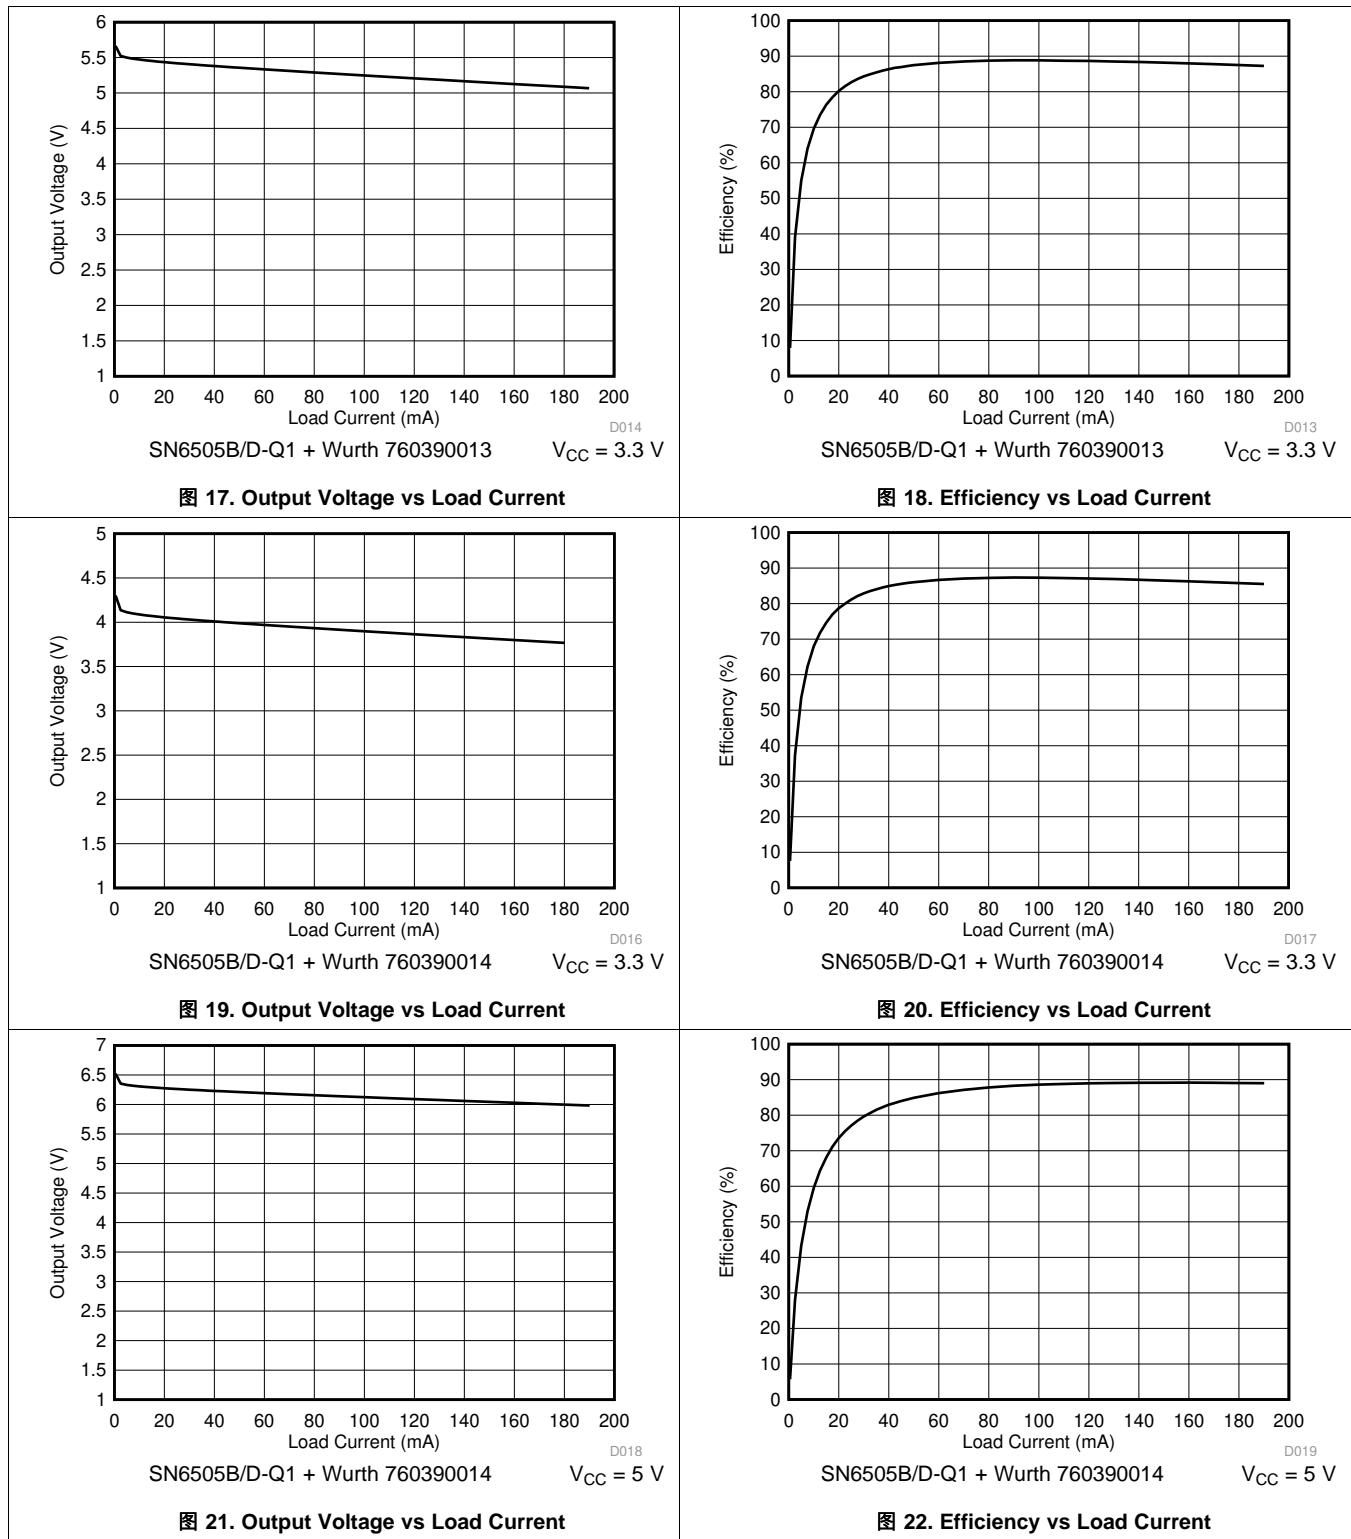 6
5.5
5
4.5
4
3.5
3
2.5
2
1.5
1
Output Voltage (V)
0 20 40 60 80 100 120 140 160 180 200
Load Current (mA)
D014
SN6505B/D-Q1 + Wurth 760390013 VCC = 3.3 V
图 17. Output Voltage vs Load Current
100
90
80
70
60
50
40
30
20
10
0
Efficiency (%)
0 20 40 60 80 100 120 140 160 180 200
Load Current (mA)
D013
SN6505B/D-Q1 + Wurth 760390013 VCC = 3.3 V
图 18. Efficiency vs Load Current
5
4.5
4
3.5
3
2.5
2
1.5
1
Output Voltage (V)
0 20 40 60 80 100 120 140 160 180 200
Load Current (mA)
D016
SN6505B/D-Q1 + Wurth 760390014 VCC = 3.3 V
图 19. Output Voltage vs Load Current
100
90
80
70
60
50
40
30
20
10
0
Efficiency (%)
0 20 40 60 80 100 120 140 160 180 200
Load Current (mA)
D017
SN6505B/D-Q1 + Wurth 760390014 VCC = 3.3 V
图 20. Efficiency vs Load Current
7
6.5
6
5.5
5
4.5
4
3.5
3
2.5
2
1.5
1
Output Voltage (V)
0 20 40 60 80 100 120 140 160 180 200
Load Current (mA)
D018
SN6505B/D-Q1 + Wurth 760390014 VCC = 5 V
图 21. Output Voltage vs Load Current
100
90
80
70
60
50
40
30
20
10
0
Efficiency (%)
0 20 40 60 80 100 120 140 160 180 200
Load Current (mA)
D019
SN6505B/D-Q1 + Wurth 760390014 VCC = 5 V
图 22. Efficiency vs Load Current